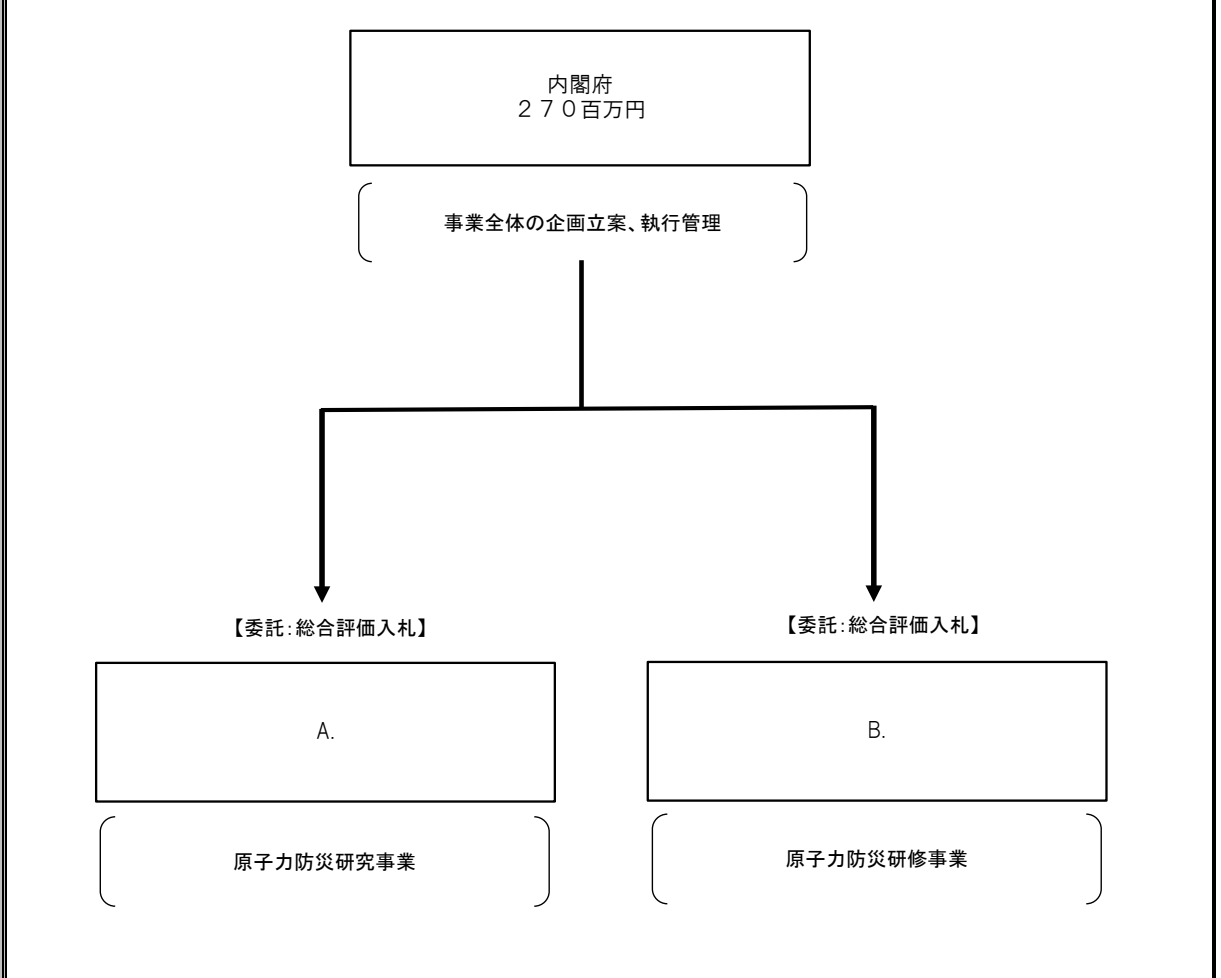 内閣府
２７０百万円
事業全体の企画立案、執行管理
【委託：総合評価入札】
【委託：総合評価入札】
A.
B.
原子力防災研究事業
原子力防災研修事業